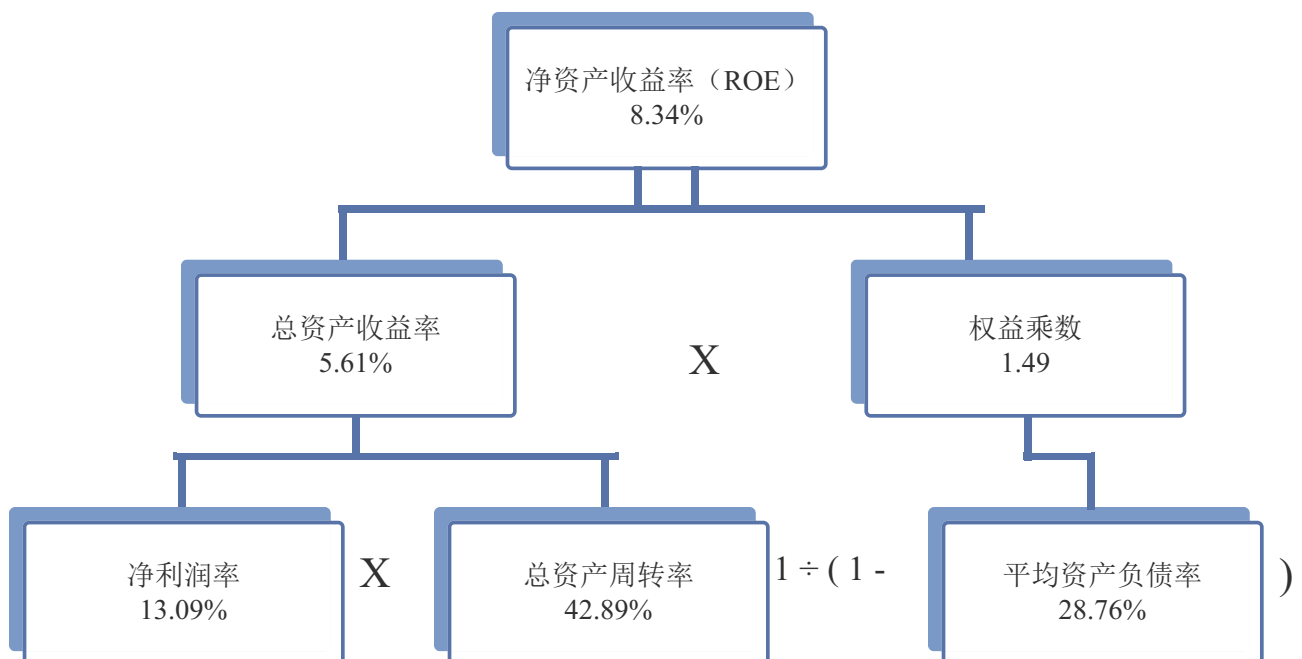 净资产收益率（ROE）
8.34%
总资产收益率
5.61%
X
权益乘数
1.49
净利润率
13.09%
X
总资产周转率
42.89%
1 ÷ ( 1 -
平均资产负债率
28.76%
)